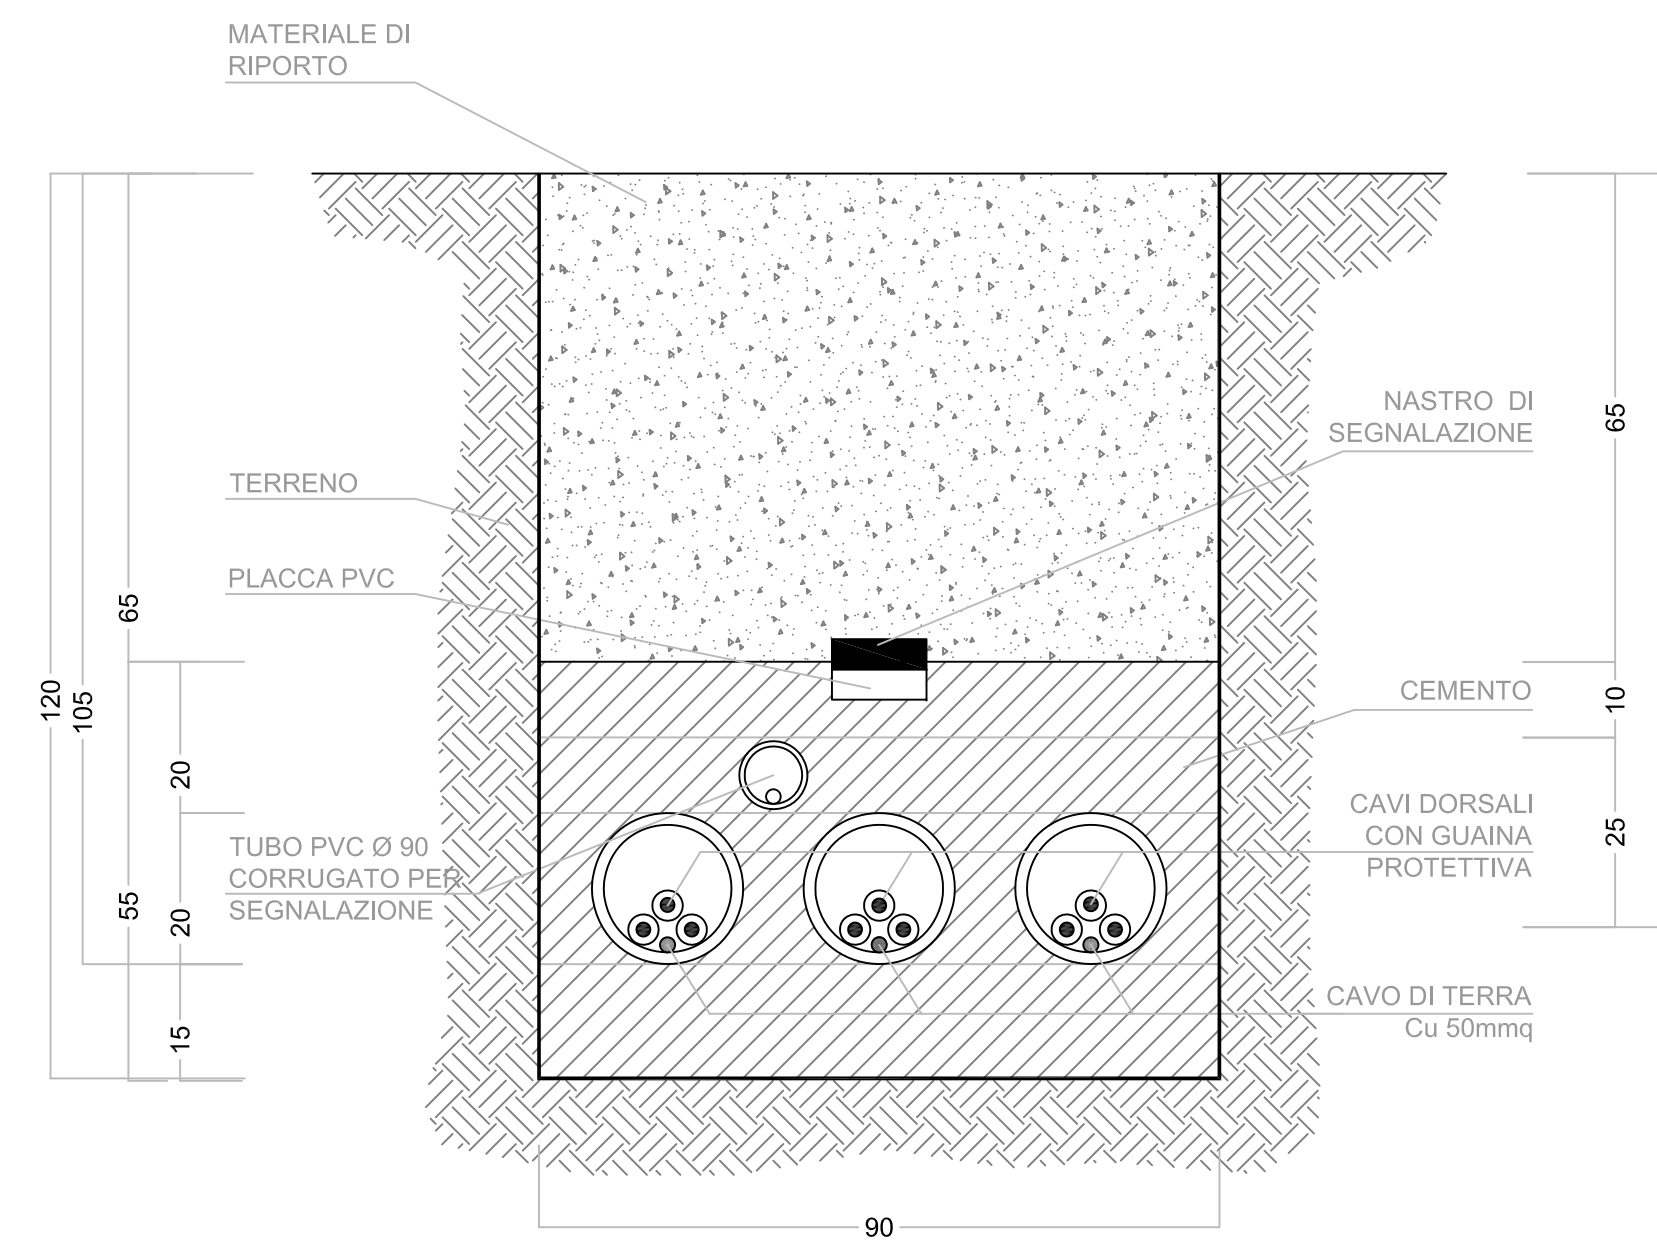 MATERIALE DI
RIPORTO
NASTRO DI
SEGNALAZIONE
65
TERRENO
PLACCA PVC
65
120
105
CEMENTO
10
20
CAVI DORSALI
CON GUAINA
PROTETTIVA
25
TUBO PVC Ø 90
CORRUGATO PER
SEGNALAZIONE
55
20
CAVO DI TERRA
Cu 50mmq
15
90